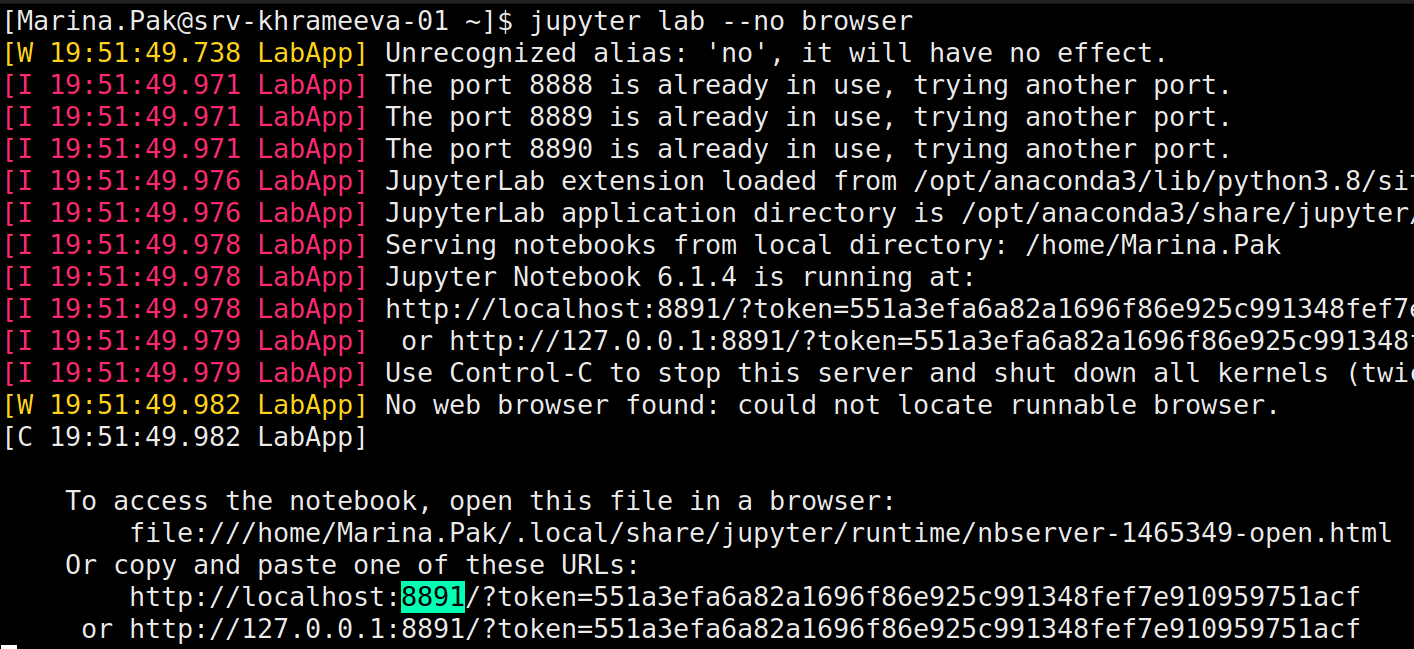 [Marina.Pak@srv-khrameeva-01 ~]$ jupyter lab --no browser
[W 19:51:49.738 LabApp] Unrecognized alias: 'no', it will have no effect.
[I 19:51:49.971 LabApp] The port 8888 is already in use, trying another port.
[I 19:51:49.971 LabApp] The port 8889 is already in use, trying another port.
[I 19:51:49.971 LabApp] The port 8890 is already in use, trying another port.
[I 19:51:49.976 LabApp] JupyterLab extension loaded from /opt/anaconda3/lib/python3.8/sit
[I 19:51:49.976 LabApp] JupyterLab application directory is /opt/anaconda3/share/jupyter/
[I 19:51:49.978 LabApp] Serving notebooks from local directory: /home/Marina.Pak
[I 19:51:49.978 LabApp] Jupyter Notebook 6.1.4 is running at:
[I 19:51:49.978 LabApp] http://localhost:8891/?token=551a3efa6a82a1696f86e925c991348fef7e
[I 19:51:49.979 LabApp]  or http://127.0.0.1:8891/?token=551a3efa6a82a1696f86e925c991348f
[I 19:51:49.979 LabApp] Use Control-C to stop this server and shut down all kernels (twic
[W 19:51:49.982 LabApp] No web browser found: could not locate runnable browser.
[C 19:51:49.982 LabApp]
To access the notebook, open this file in a browser:
file:///home/Marina.Pak/.local/share/jupyter/runtime/nbserver-1465349-open.html
Or copy and paste one of these URLs:
http://localhost:8891/?token=551a3efa6a82a1696f86e925c991348fef7e910959751acf
or http://127.0.0.1:8891/?token=551a3efa6a82a1696f86e925c991348fef7e910959751acf